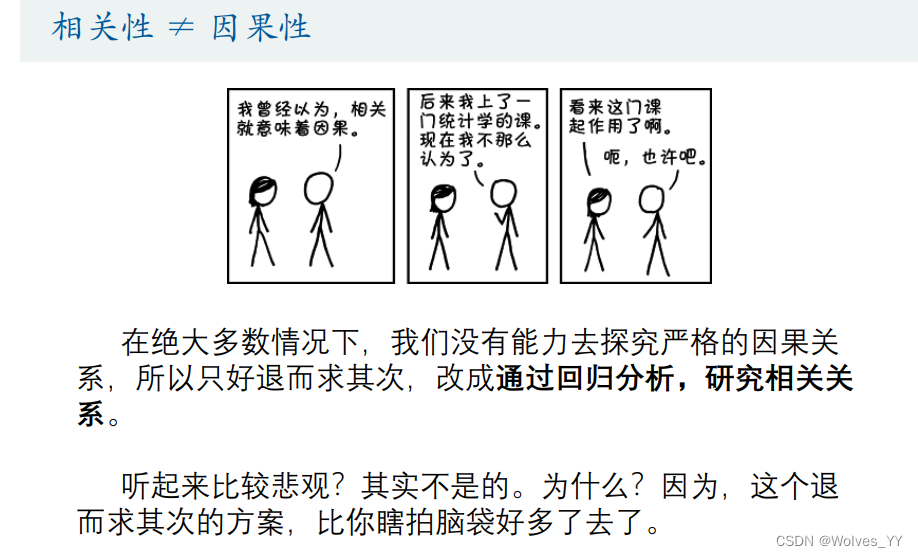 相关性 ≠ 因果性
我曾经以为，相关
就意味着因果。
后来我上了一
门统计学的课。
现在我不那么
认为了。
看来这门课
起作用了啊。
呃，也许吧。
在绝大多数情况下，我们没有能力去探究严格的因果关
系，所以只好退而求其次，改成通过回归分析，研究相关关
系。
听起来比较悲观？其实不是的。为什么？因为，这个退
而求其次的方案，比你瞎拍脑袋好多了去了。
CSDN @Wolves_YY